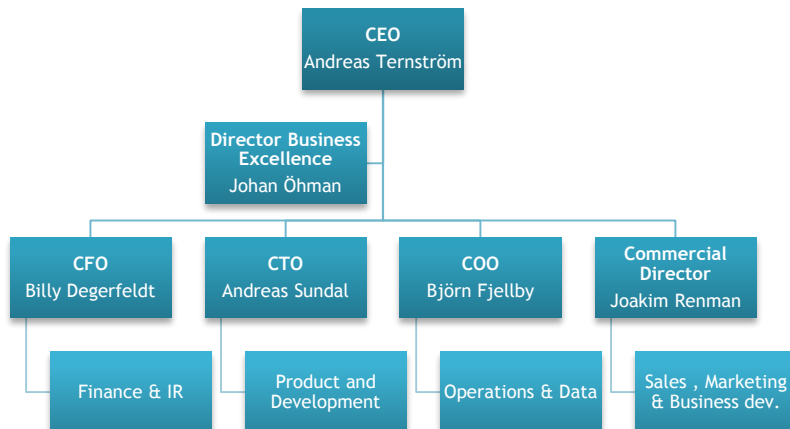 CEO
Andreas Ternström
Director Business
Excellence
Johan Öhman
CFO
Billy Degerfeldt
CTO
Andreas Sundal
COO
Björn Fjellby
Commercial
Director
Joakim Renman
Finance & IR
Product and
Development
Operations & Data
Sales , Marketing
& Business dev.